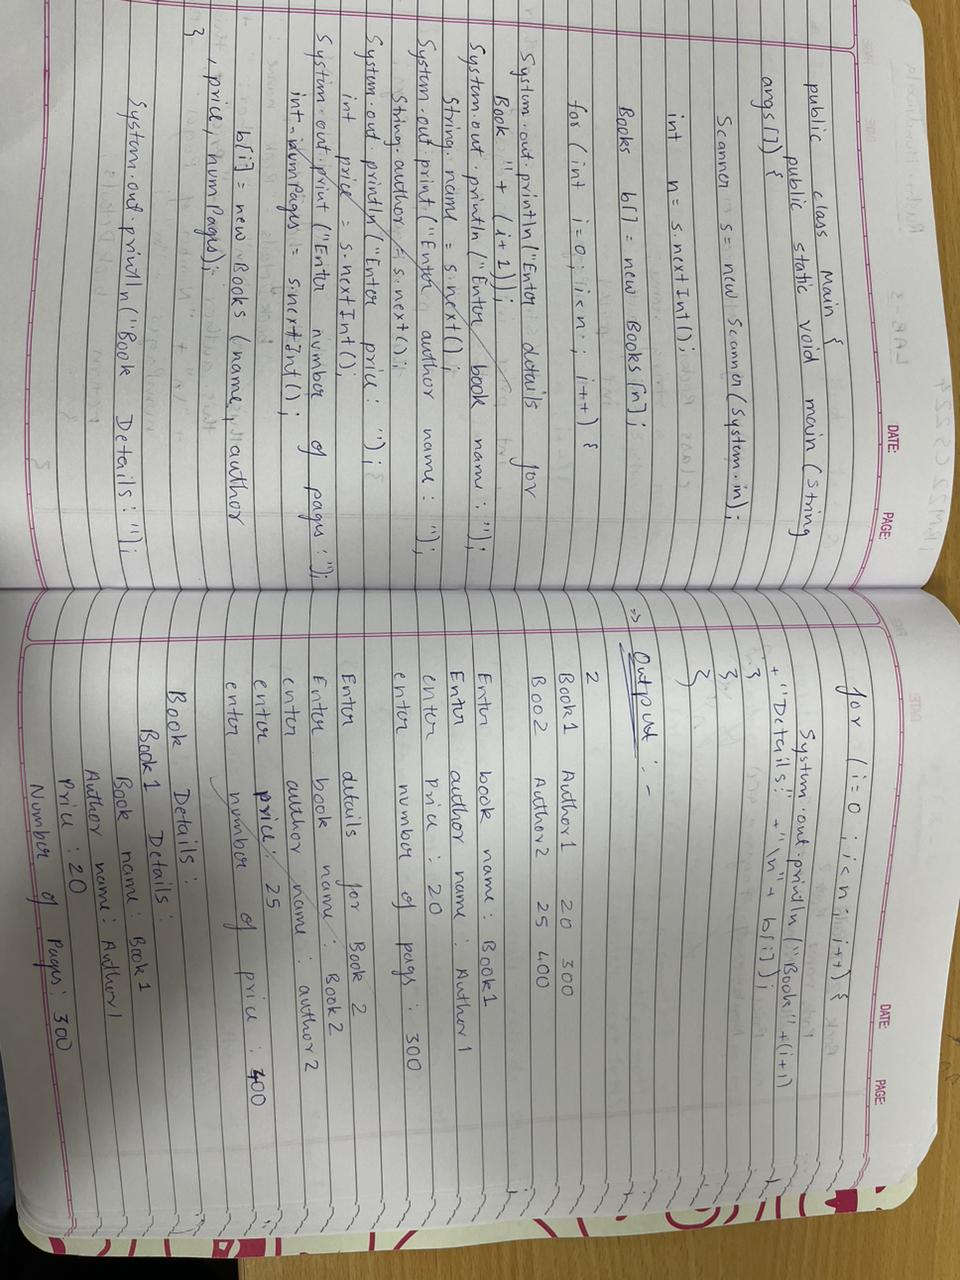 DATE:
PAGE:
public class Main {
public static void main (String
args[]) {
Scanner s = new Scanner (System.in);
int n = s.nextInt();
Books b[] = new Books [n];
for ( int i=0 ; i<n ; i++) {
System.out.println("Enter details for
Book " + (i+1));
System.out.println ("Enter book name : ");
String name = s.next();
System.out.print ("Enter author name : ");
String author = s.next();
System.out.println ("Enter price : ");
int price = s.nextInt();
System.out.print ("Enter number of pages : ");
int numPages = s.nextInt();
b[i] = new Books ( name, author
, price, numPages);
}
System.out.println ("Book Details : ");
DATE:
PAGE:
for (i=0 ; i<n ; i++) {
System.out.println ("Book" +(i+1)
+ "Details:" + "\n" + b[i]);
}
}
}
=> Output :-
2
Book1 Author1 20 300
Boo2 Author2 25 400
Enter book name : Book1
Enter author name : Author1
enter Price : 20
enter number of pags : 300
Enter details for Book 2
Enter book name : Book2
enter author name : author2
enter price : 25
enter number of price : 400
Book Details :
Book1 Details :
Book name : Book1
Author name : Author1
Price : 20
Number of Pages : 300